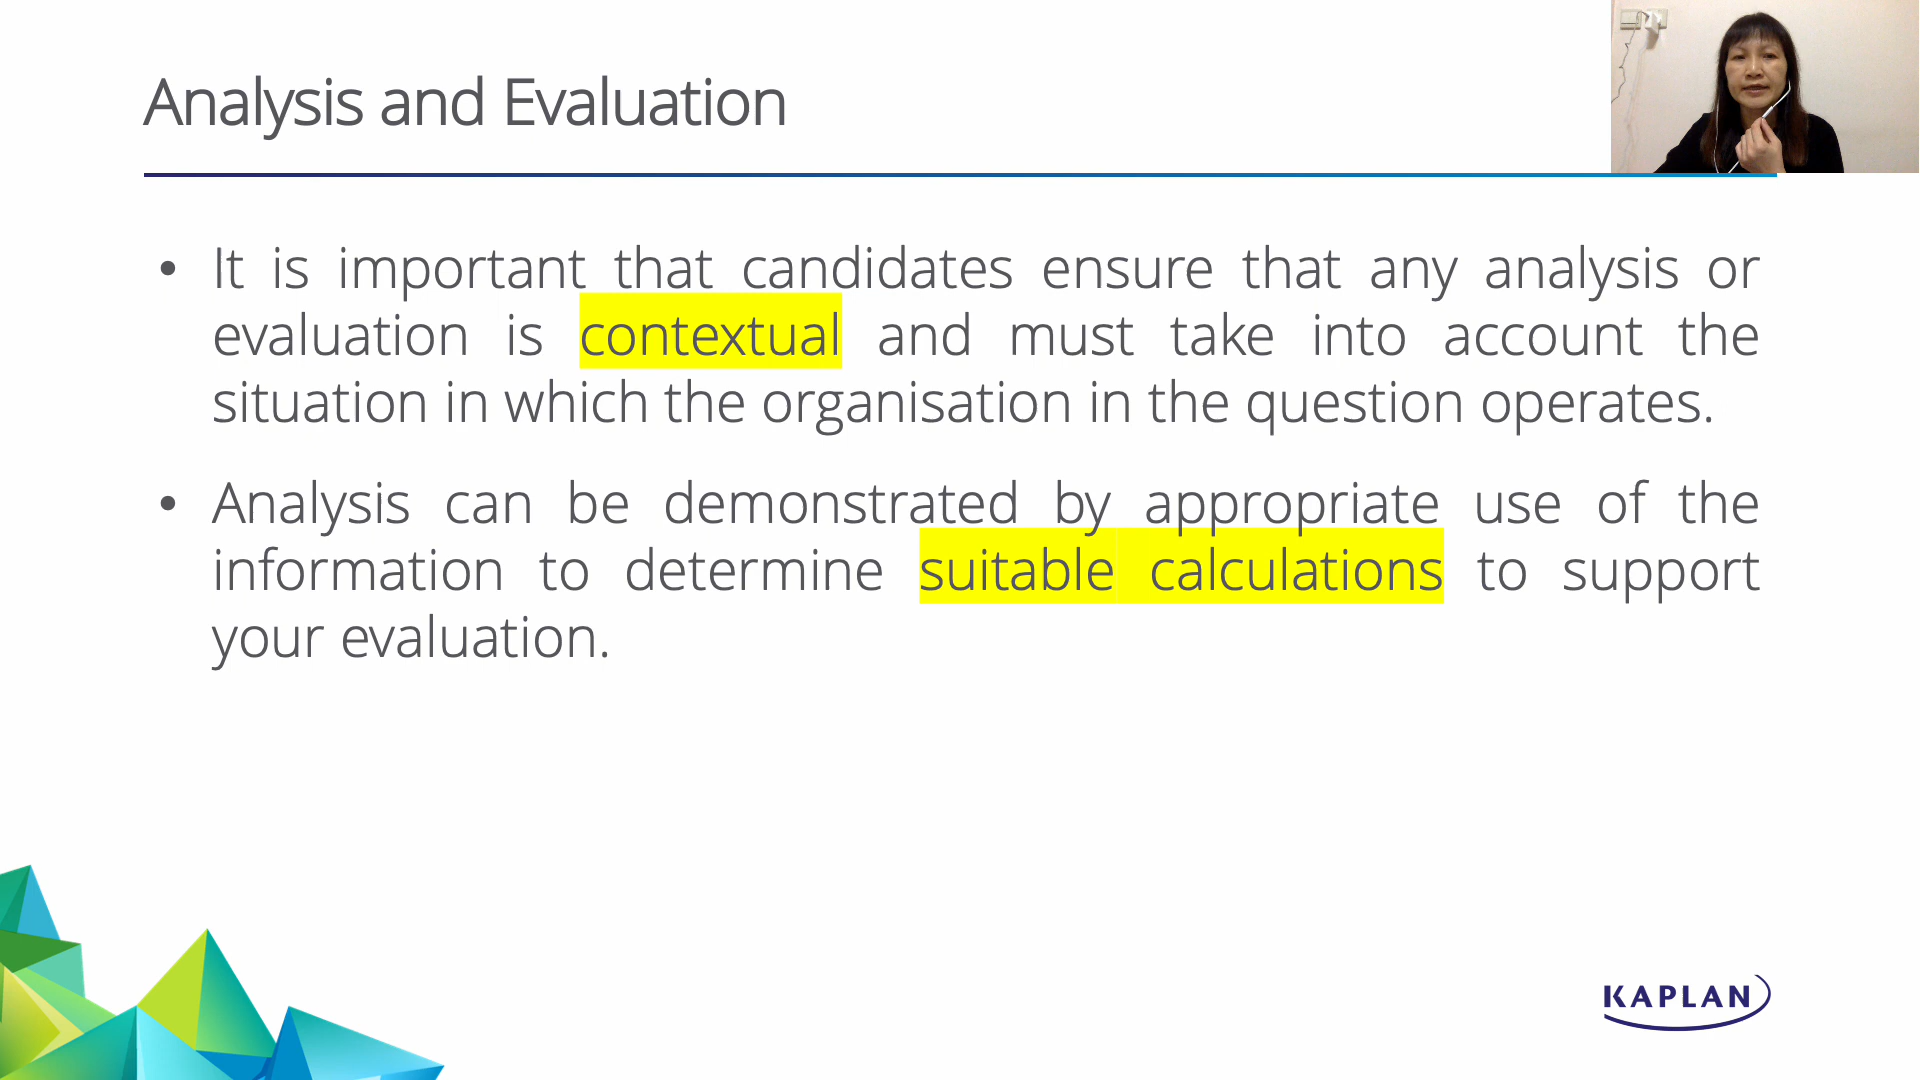 Analysis and Evaluation
• It is important that candidates ensure that any analysis or
evaluation is contextual and must take into account the
situation in which the organisation in the question operates.
• Analysis can be demonstrated by appropriate use of the
information to determine suitable calculations to support
your evaluation.
KAPLAN